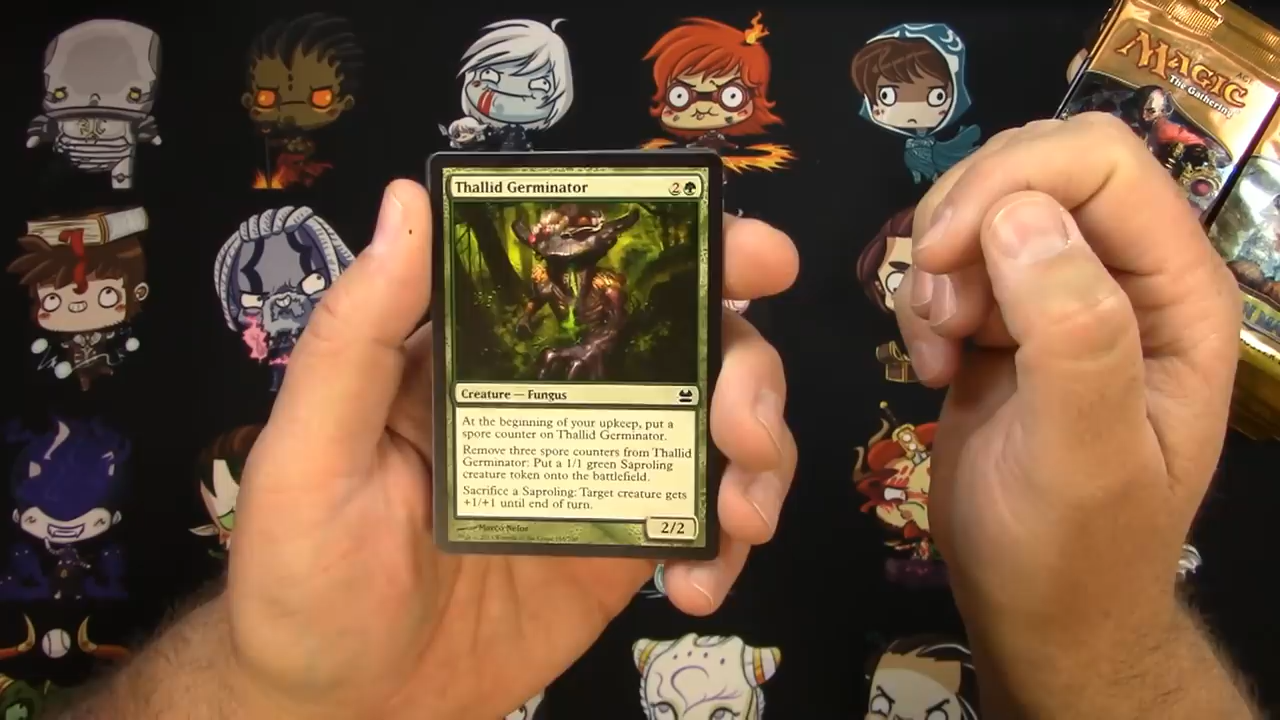 Magic
The Gathering
Thallid Germinator
2
Creature — Fungus
At the beginning of your upkeep, put a
spore counter on Thallid Germinator.
Remove three spore counters from Thallid
Germinator: Put a 1/1 green Saproling
creature token onto the battlefield.
Sacrifice a Saproling: Target creature gets
+1/+1 until end of turn.
Marco Nelor
2/2